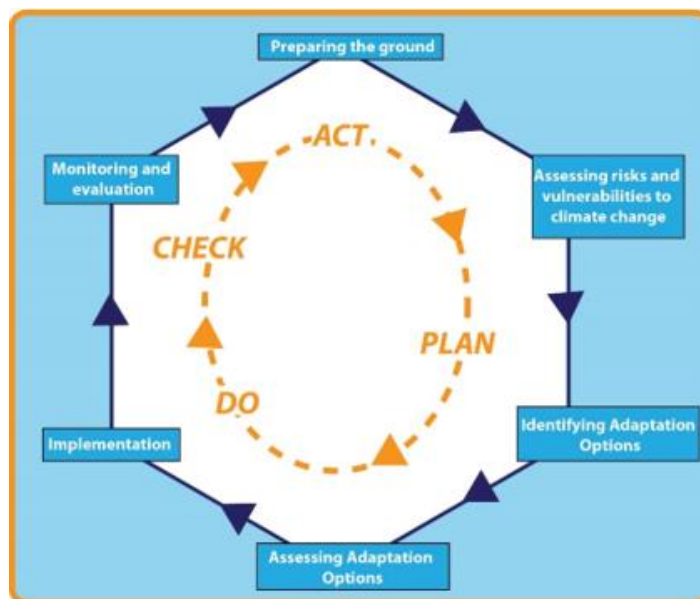 Preparing the ground
ACT
Monitoring and
evaluation
Assessing risks and
vulnerabilities to
climate change
CHECK
PLAN
DO
Implementation
Identifying Adaptation
Options
Assessing Adaptation
Options